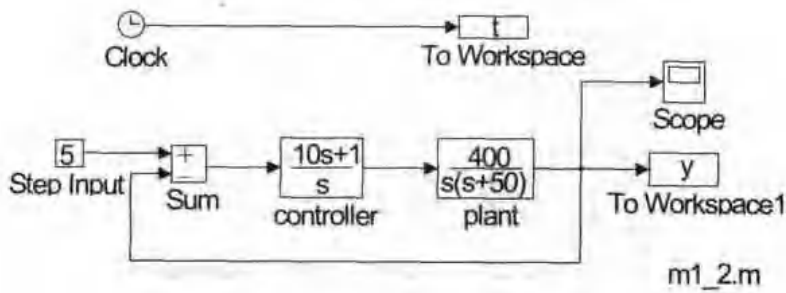 t
Clock
To Workspace
Scope
5
+
−
10s+1
s
400
s(s+50)
y
Step Input
Sum
controller
plant
To Workspace1
m1_2.m